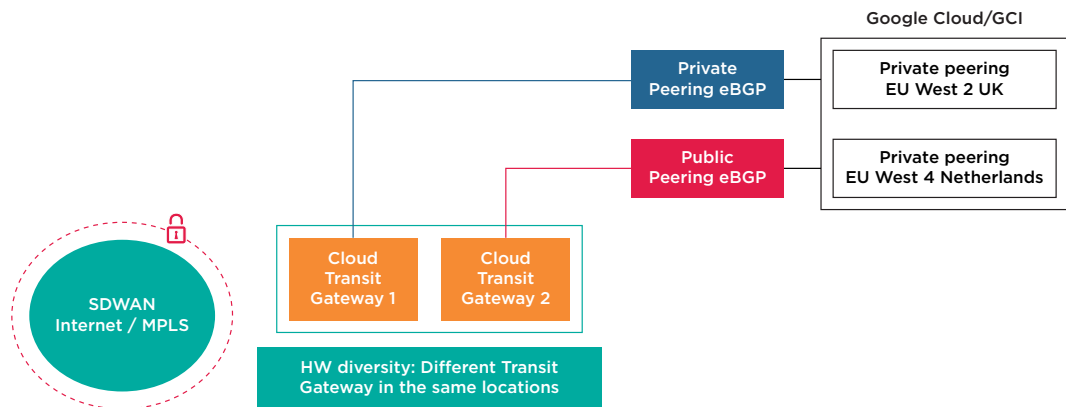 Google Cloud/GCI
Private
Peering eBGP
Private peering
EU West 2 UK
Public
Peering eBGP
Private peering
EU West 4 Netherlands
Cloud
Transit
Gateway 1
Cloud
Transit
Gateway 2
SDWAN
Internet / MPLS
HW diversity: Different Transit
Gateway in the same locations